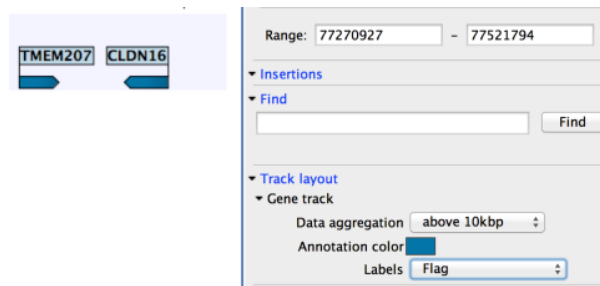 TMEM207 CLDN16
Range: 77270927 - 77521794
Insertions
Find
Find
Track layout
Gene track
Data aggregation above 10kbp
Annotation color
Labels Flag